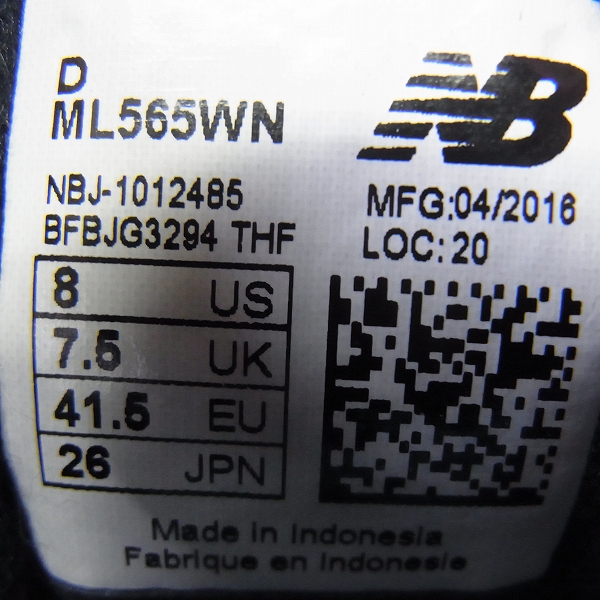 D
ML565WN
NB
NBJ-1012485
BFBJG3294 THF
MFG:04/2016
LOC:20
8 US
7.5 UK
41.5 EU
26 JPN
Made in Indonesia
Fabrique en Indonesie